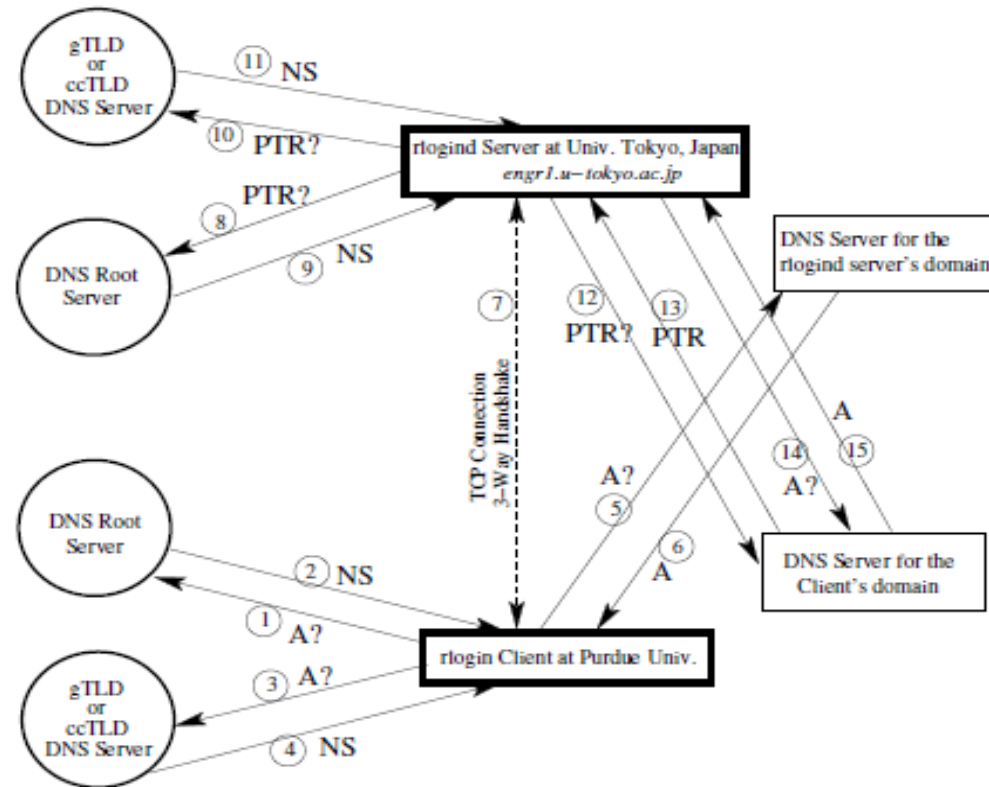 gTLD
or
ccTLD
DNS Server
11 NS
10 PTR?
rlogind Server at Univ. Tokyo, Japan
engr1.u-tokyo.ac.jp
8 PTR?
9 NS
DNS Root
Server
7
TCP Connection
3-Way Handshake
12
PTR?
13
PTR
DNS Server for the
rlogind server's domain
A
15
14
A?
A?
5
6
A
DNS Server for the
Client's domain
DNS Root
Server
2 NS
1
A?
rlogin Client at Purdue Univ.
3 A?
4 NS
gTLD
or
ccTLD
DNS Server